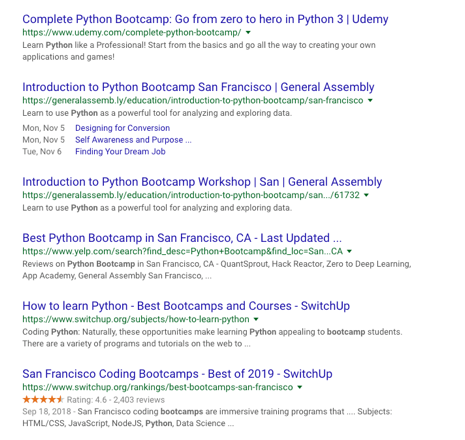 Complete Python Bootcamp: Go from zero to hero in Python 3 | Udemy
https://www.udemy.com/complete-python-bootcamp/
Learn Python like a Professional! Start from the basics and go all the way to creating your own
applications and games!
Introduction to Python Bootcamp San Francisco | General Assembly
https://generalassemb.ly/education/introduction-to-python-bootcamp/san-francisco
Learn to use Python as a powerful tool for analyzing and exploring data.
Mon, Nov 5 Designing for Conversion
Mon, Nov 5 Self Awareness and Purpose ...
Tue, Nov 6 Finding Your Dream Job
Introduction to Python Bootcamp Workshop | San | General Assembly
https://generalassemb.ly/education/introduction-to-python-bootcamp/san.../61732
Learn to use Python as a powerful tool for analyzing and exploring data.
Best Python Bootcamp in San Francisco, CA - Last Updated ...
https://www.yelp.com/search?find_desc=Python+Bootcamp&find_loc=San...CA
Reviews on Python Bootcamp in San Francisco, CA - QuantSprout, Hack Reactor, Zero to Deep Learning,
App Academy, General Assembly San Francisco, ...
How to learn Python - Best Bootcamps and Courses - SwitchUp
https://www.switchup.org/subjects/how-to-learn-python
Coding Python: Naturally, these opportunities make learning Python appealing to bootcamp students.
There are a variety of programs and tutorials on the web to ...
San Francisco Coding Bootcamps - Best of 2019 - SwitchUp
https://www.switchup.org/rankings/best-bootcamps-san-francisco
Rating: 4.6 - 2,403 reviews
Sep 18, 2018 - San Francisco coding bootcamps are immersive training programs that .... Subjects:
HTML/CSS, JavaScript, NodeJS, Python, Data Science ...